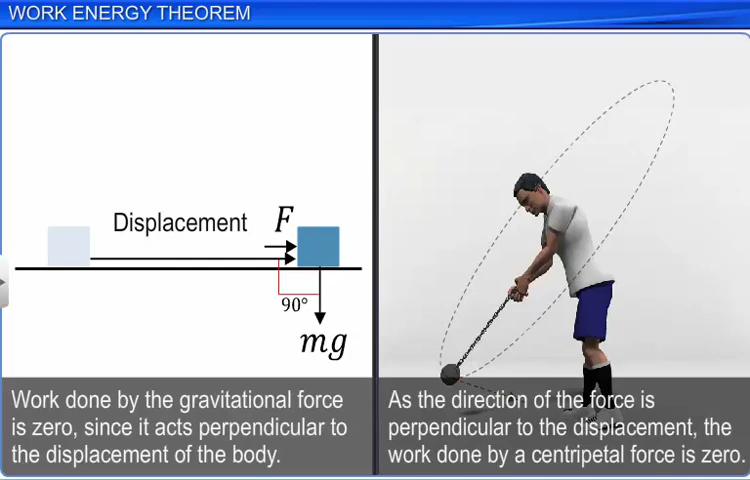 WORK ENERGY THEOREM
Displacement
F
90°
mg
Work done by the gravitational force
is zero, since it acts perpendicular to
the displacement of the body.
As the direction of the force is
perpendicular to the displacement, the
work done by a centripetal force is zero.